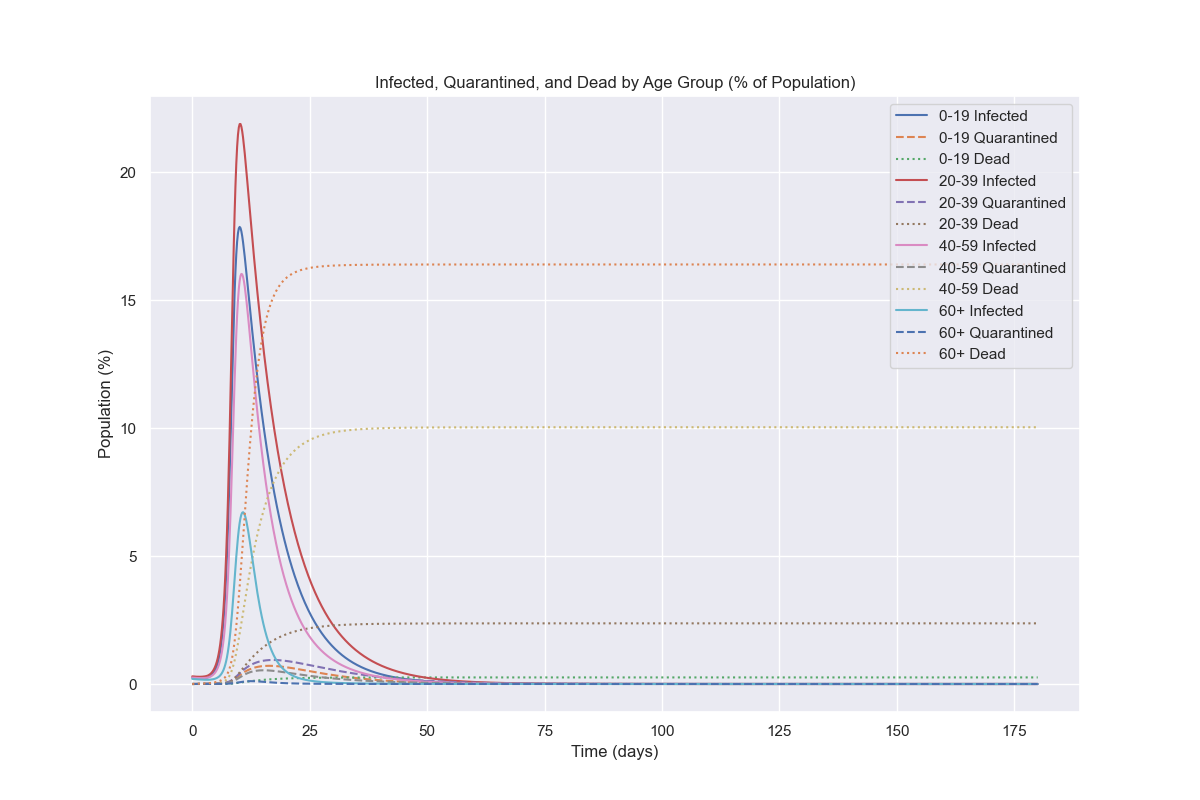 Infected, Quarantined, and Dead by Age Group (% of Population)
0-19 Infected
0-19 Quarantined
0-19 Dead
20-39 Infected
20-39 Quarantined
20-39 Dead
40-59 Infected
40-59 Quarantined
40-59 Dead
60+ Infected
60+ Quarantined
60+ Dead
Population (%)
20
15
10
5
0
0 25 50 75 100 125 150 175
Time (days)